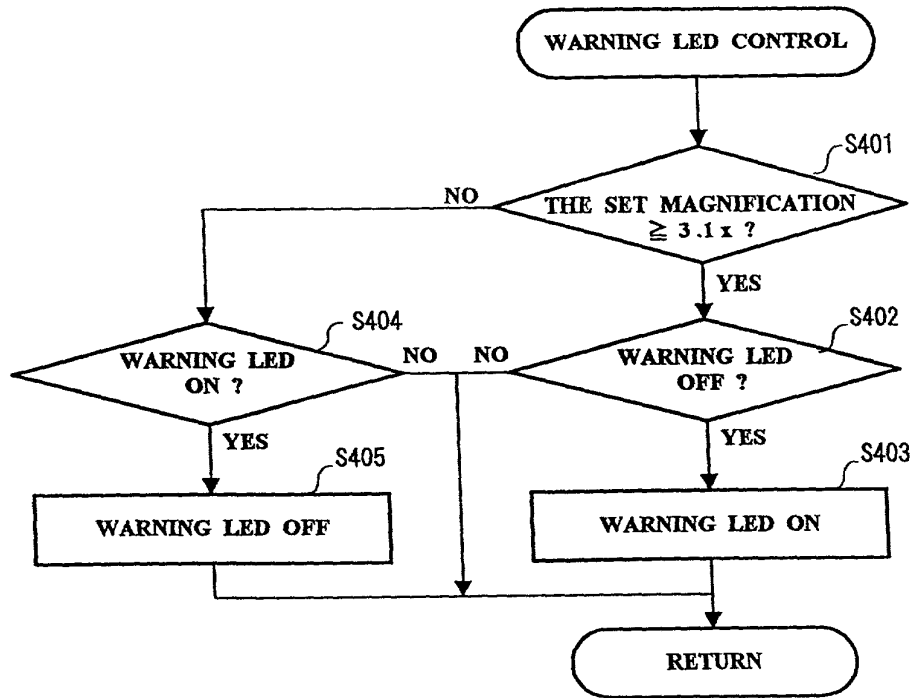 WARNING LED CONTROL
S401
NO
THE SET MAGNIFICATION
≧ 3.1x ?
YES
S404
S402
WARNING LED
ON ?
NO
NO
WARNING LED
OFF ?
YES
YES
S405
S403
WARNING LED OFF
WARNING LED ON
RETURN